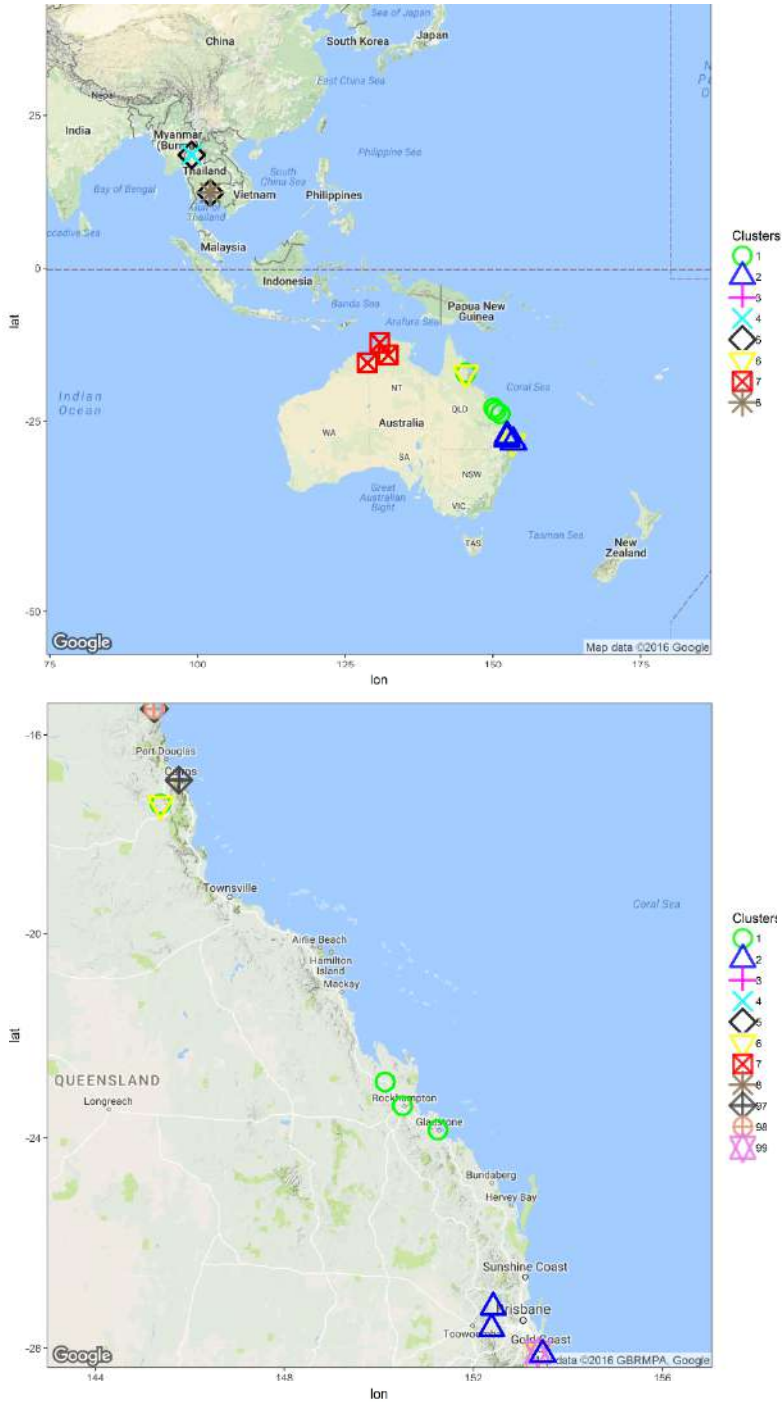 Sea of Japan
China
South Korea
Japan
East China Sea
Nepal
25
India
Myanmar
(Burma)
Philippine Sea
Thailand
South
China Sea
Bay of Bengal
Vietnam
Philippines
Gulf of
Thailand
Malaysia
Clusters
1
2
3
4
5
6
7
8
0
Indonesia
lat
Banda Sea
Papua New
Guinea
Arafura Sea
Indian
Ocean
NT
Coral Sea
QLD
-25
WA
Australia
SA
NSW
Great
Australian
Bight
VIC
Tasman Sea
TAS
New
Zealand
-50
Google
Map data ©2016 Google
75
100
125
150
175
lon
-16
Port Douglas
Cairns
Townsville
Coral Sea
-20
Airlie Beach
Hamilton
Island
Mackay
lat
Clusters
1
2
3
4
5
6
7
8
97
98
99
QUEENSLAND
Longreach
Rockhampton
Gladstone
-24
Bundaberg
Hervey Bay
Sunshine Coast
Brisbane
Gold Coast
-28
Google
data ©2016 GBRMPA, Google
144
148
152
156
lon